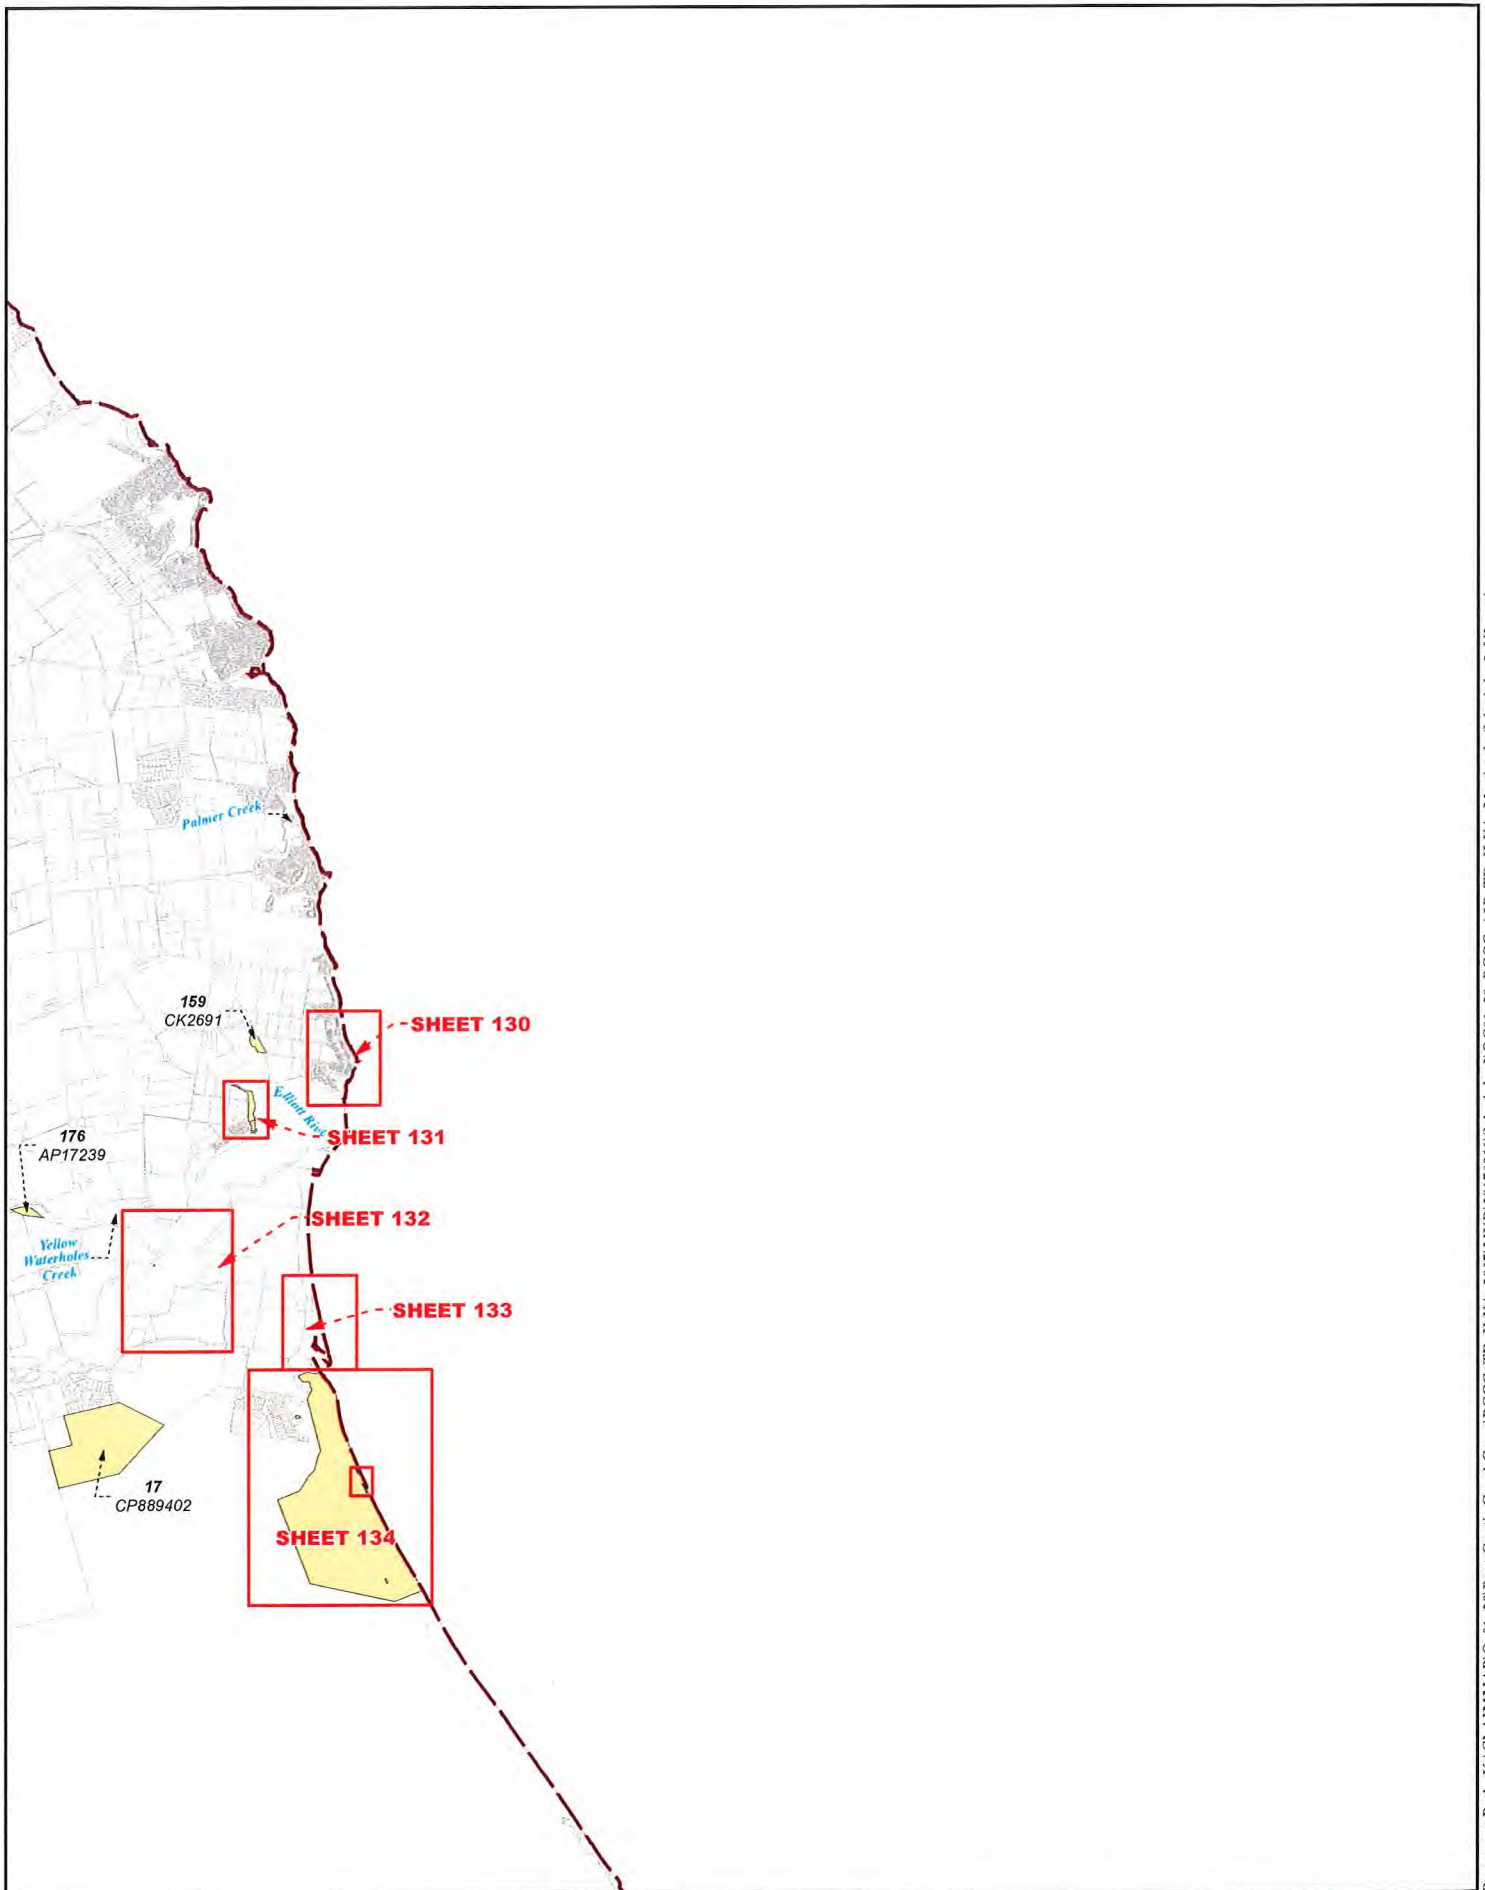 Palmer Creek
159
CK2691
SHEET 130
Elliott
SHEET 131
176
AP17239
SHEET 132
Yellow
Waterholes
Creek
SHEET 133
17
CP889402
SHEET 134